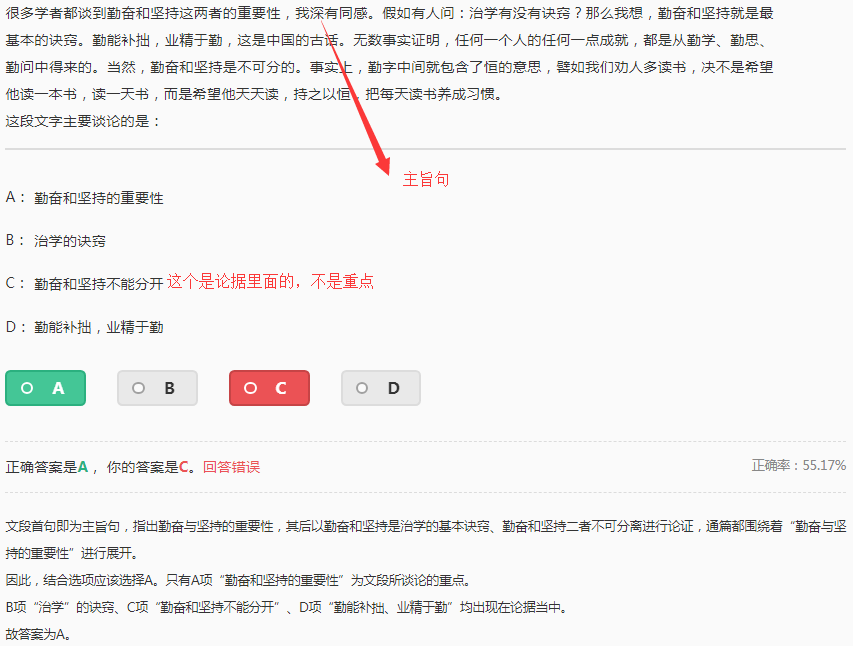 很多学者都谈到勤奋和坚持这两者的重要性，我深有同感。假如有人问：治学有没有诀窍？那么我想，勤奋和坚持就是最
基本的诀窍。勤能补拙，业精于勤，这是中国的古话。无数事实证明，任何一个人的任何一点成就，都是从勤学、勤思、
勤问中得来的。当然，勤奋和坚持是不可分的。事实上，勤字中间就包含了恒的意思，譬如我们劝人多读书，决不是希望
他读一本书，读一天书，而是希望他天天读，持之以恒，把每天读书养成习惯。
这段文字主要谈论的是：
主旨句
A： 勤奋和坚持的重要性
B： 治学的诀窍
C： 勤奋和坚持不能分开 这个是论据里面的，不是重点
D： 勤能补拙，业精于勤
A B C D
正确答案是A， 你的答案是C。回答错误 正确率：55.17%
文段首句即为主旨句，指出勤奋与坚持的重要性，其后以勤奋和坚持是治学的基本诀窍、勤奋和坚持二者不可分离进行论证，通篇都围绕着“勤奋与坚
持的重要性”进行展开。
因此，结合选项应该选择A。只有A项“勤奋和坚持的重要性”为文段所谈论的重点。
B项“治学”的诀窍、C项“勤奋和坚持不能分开”、D项“勤能补拙、业精于勤”均出现在论据当中。
故答案为A。